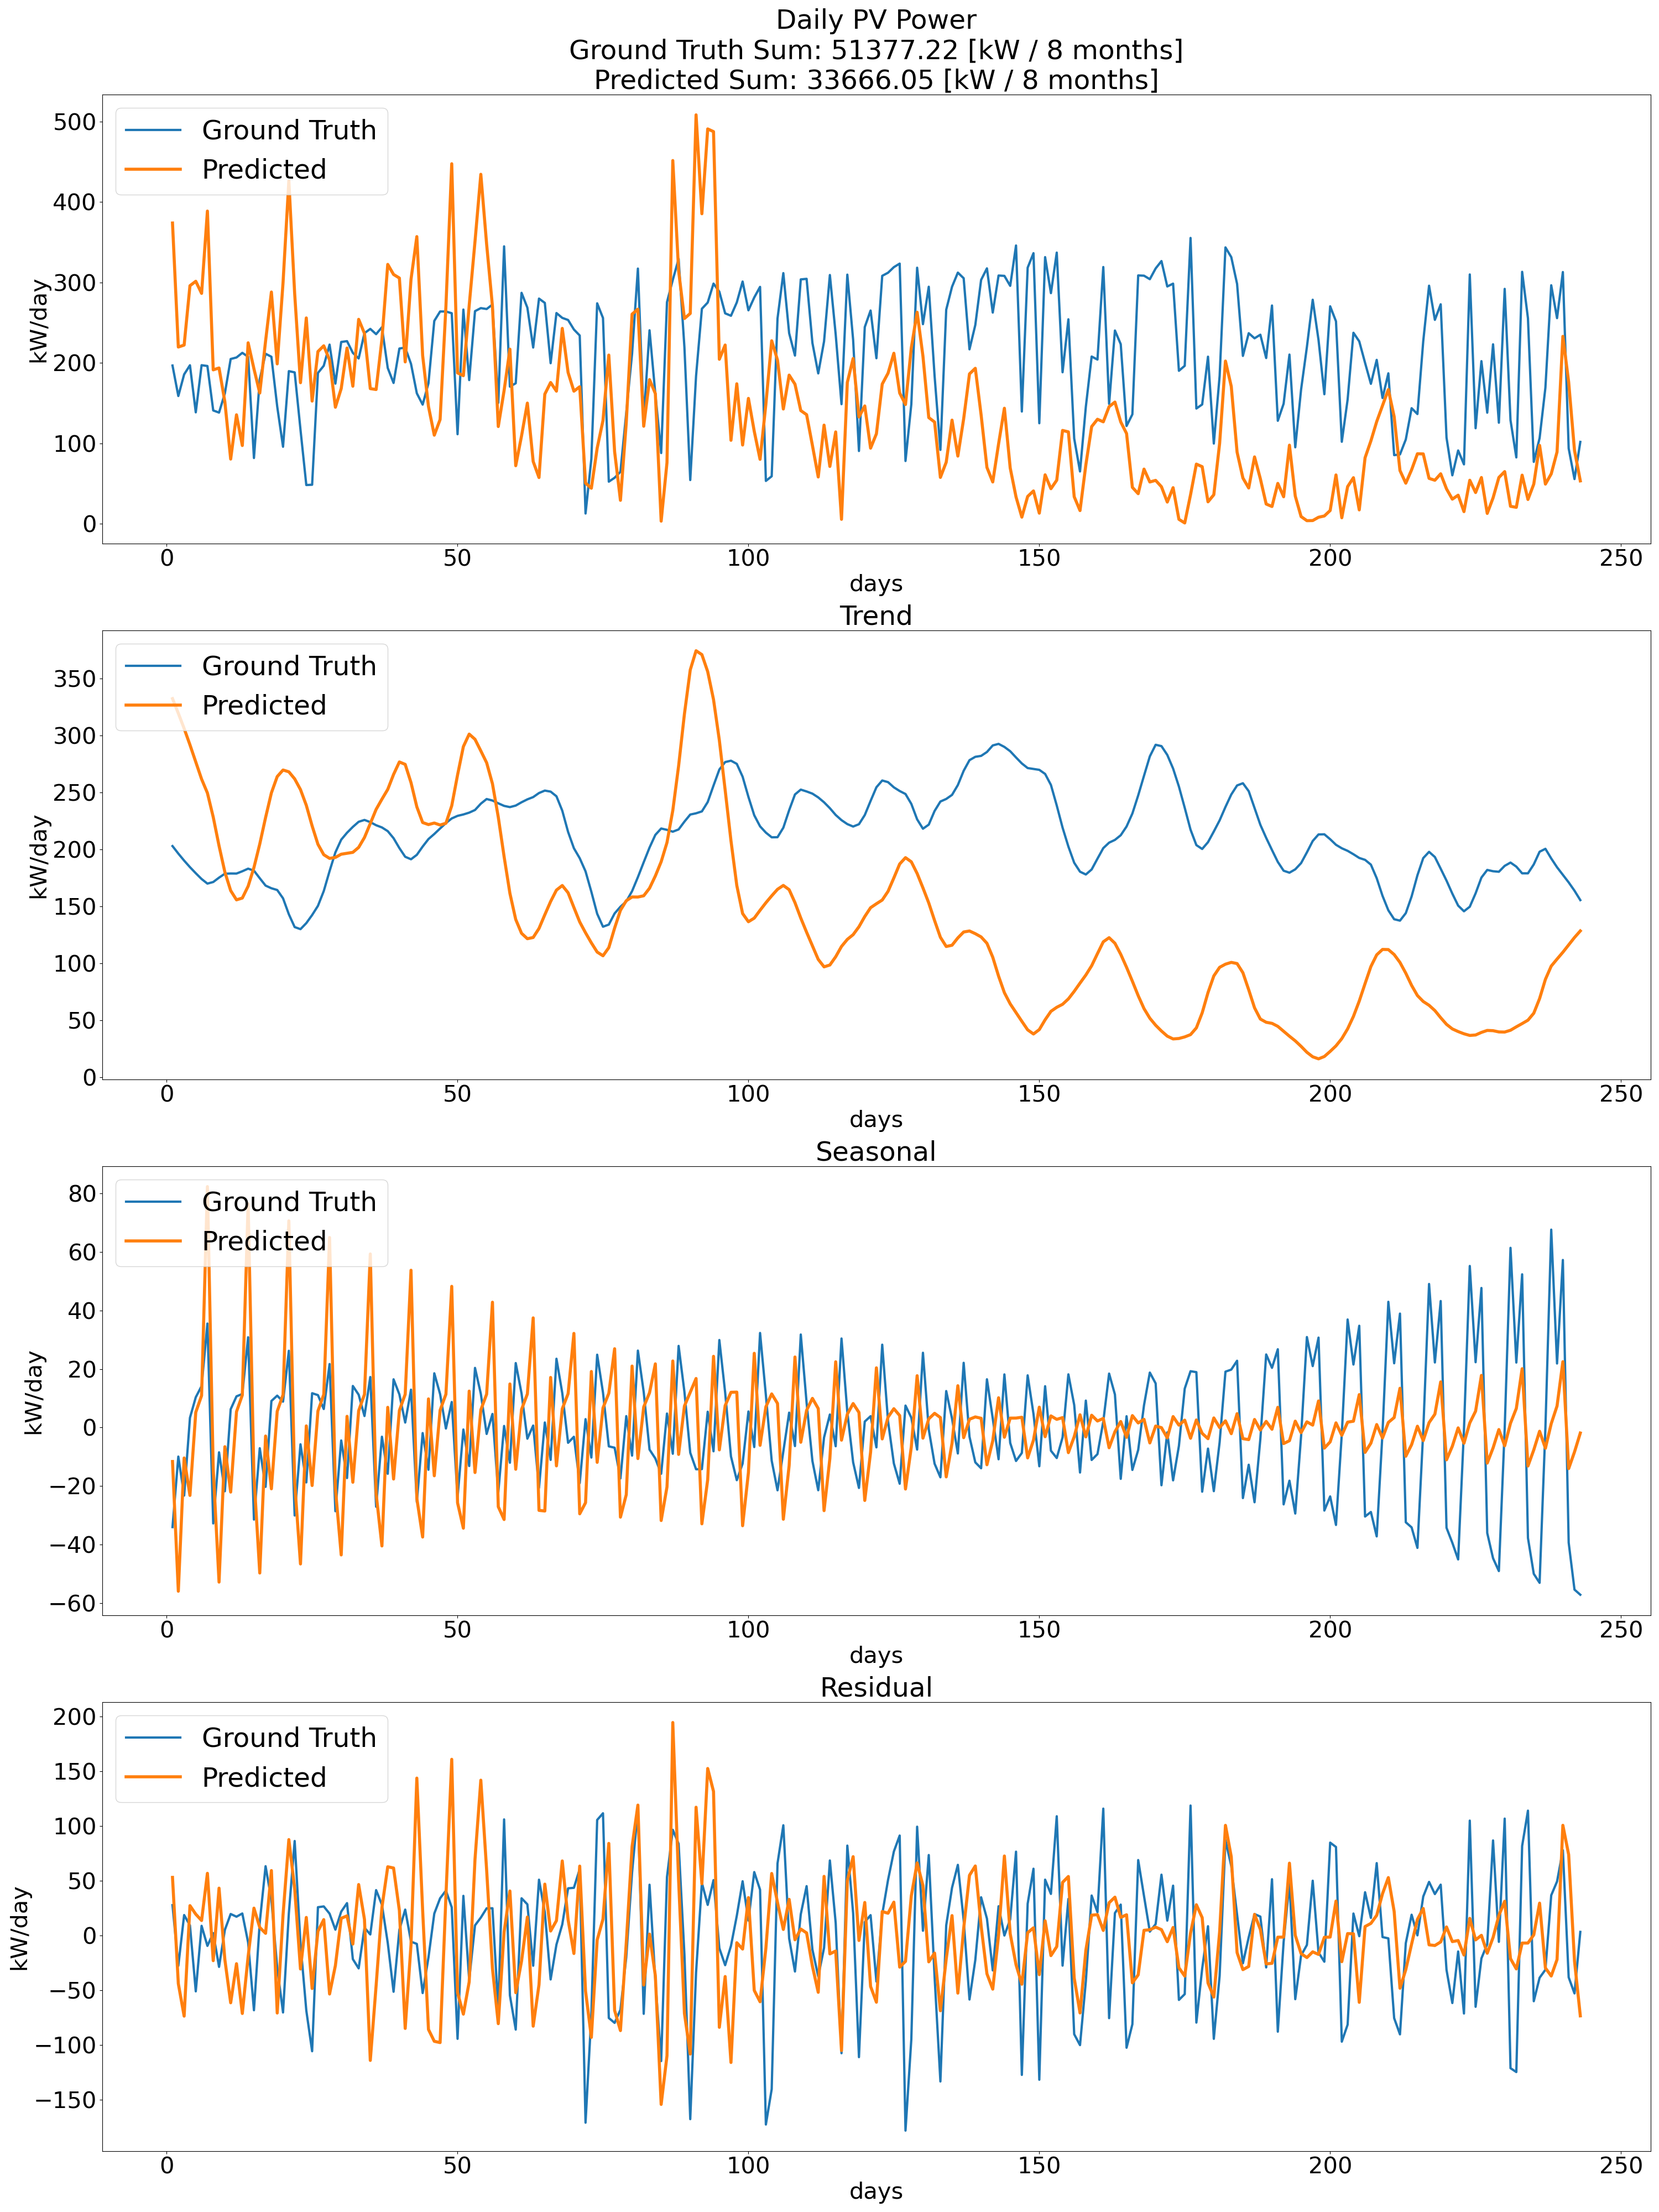 Daily PV Power
Ground Truth Sum: 51377.22 [kW / 8 months]
Predicted Sum: 33666.05 [kW / 8 months]
Ground Truth
Predicted
kW/day
500
400
300
200
100
0
0 50 100 150 200 250
days
Trend
Ground Truth
Predicted
kW/day
350
300
250
200
150
100
50
0
0 50 100 150 200 250
days
Seasonal
Ground Truth
Predicted
kW/day
80
60
40
20
0
−20
−40
−60
0 50 100 150 200 250
days
Residual
Ground Truth
Predicted
kW/day
200
150
100
50
0
−50
−100
−150
0 50 100 150 200 250
days